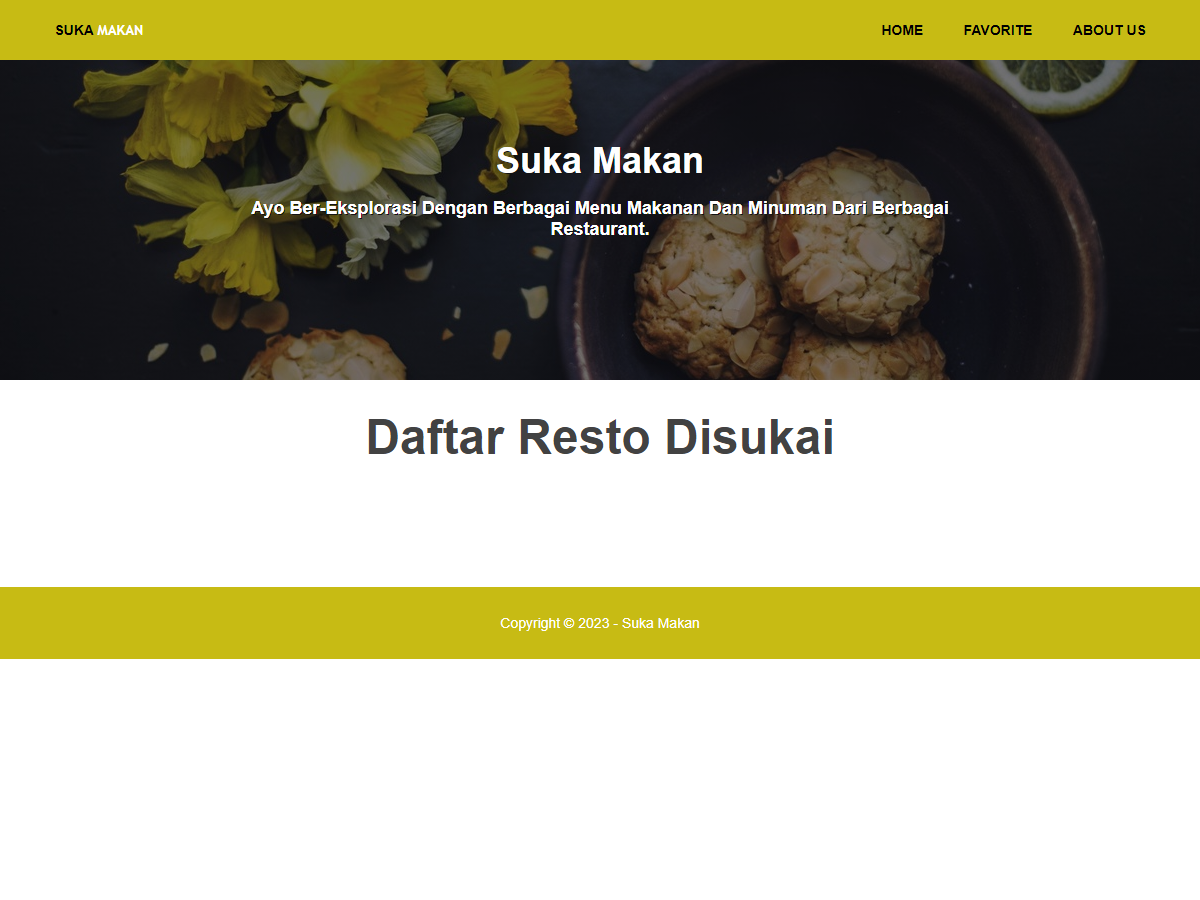 SUKA MAKAN
HOME FAVORITE ABOUT US
Suka Makan
Ayo Ber-Eksplorasi Dengan Berbagai Menu Makanan Dan Minuman Dari Berbagai
Restaurant.
Daftar Resto Disukai
Copyright © 2023 - Suka Makan